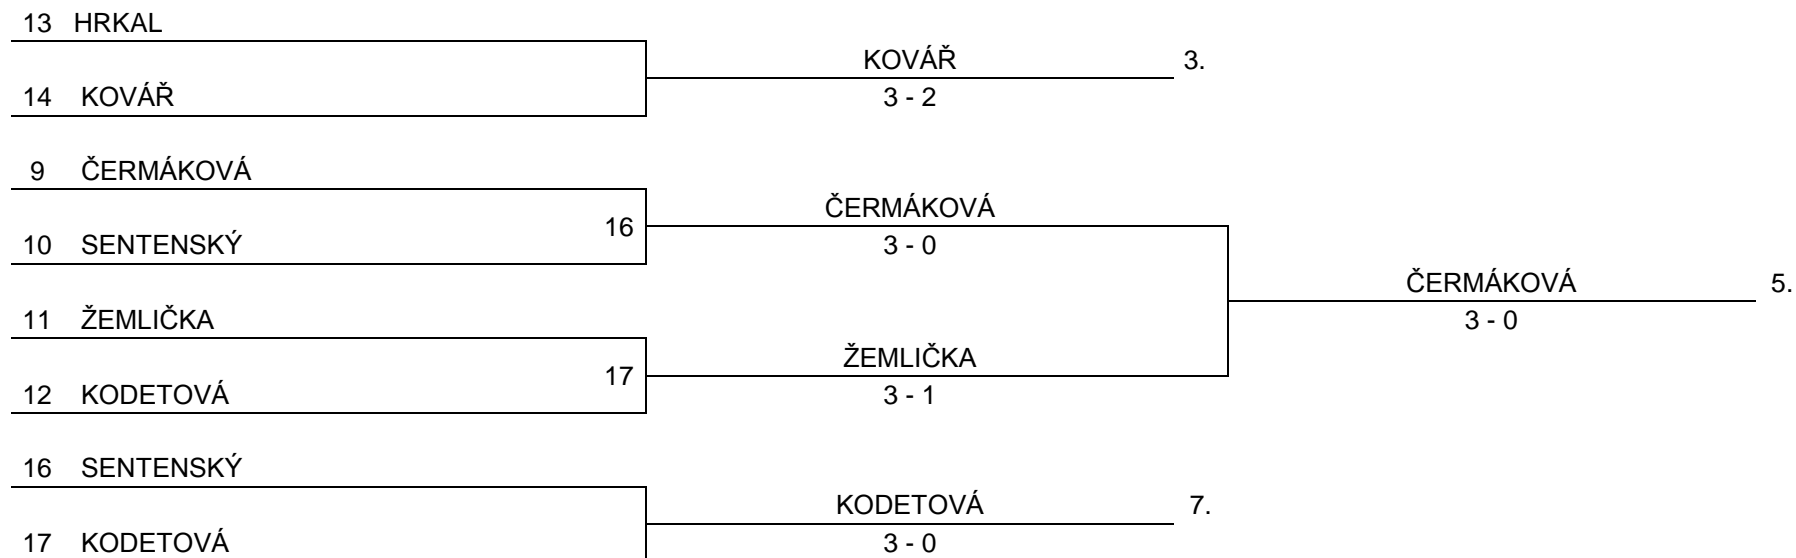 13 HRKAL
KOVÁŘ 3.
14 KOVÁŘ 3 - 2
9 ČERMÁKOVÁ
16 ČERMÁKOVÁ
10 SENTENSKÝ 3 - 0
ČERMÁKOVÁ 5.
11 ŽEMLIČKA 3 - 0
17 ŽEMLIČKA
12 KODETOVÁ 3 - 1
16 SENTENSKÝ
KODETOVÁ 7.
17 KODETOVÁ 3 - 0